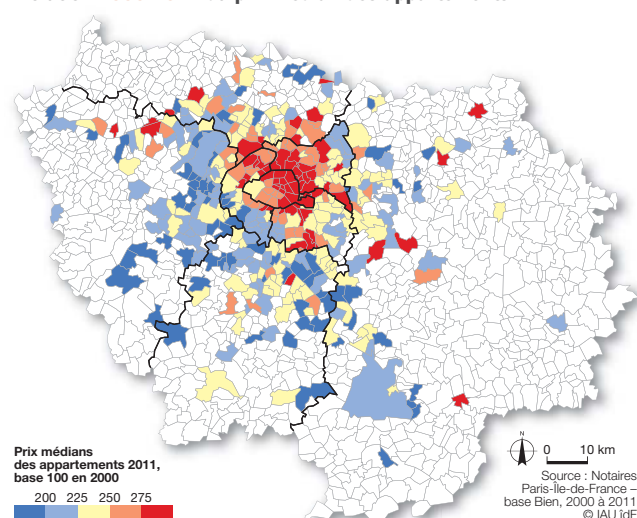 Prix médians
des appartements 2011,
base 100 en 2000
200 225 250 275
N
0 10 km
Source : Notaires
Paris-Île-de-France –
base Bien, 2000 à 2011
© IAU îdF